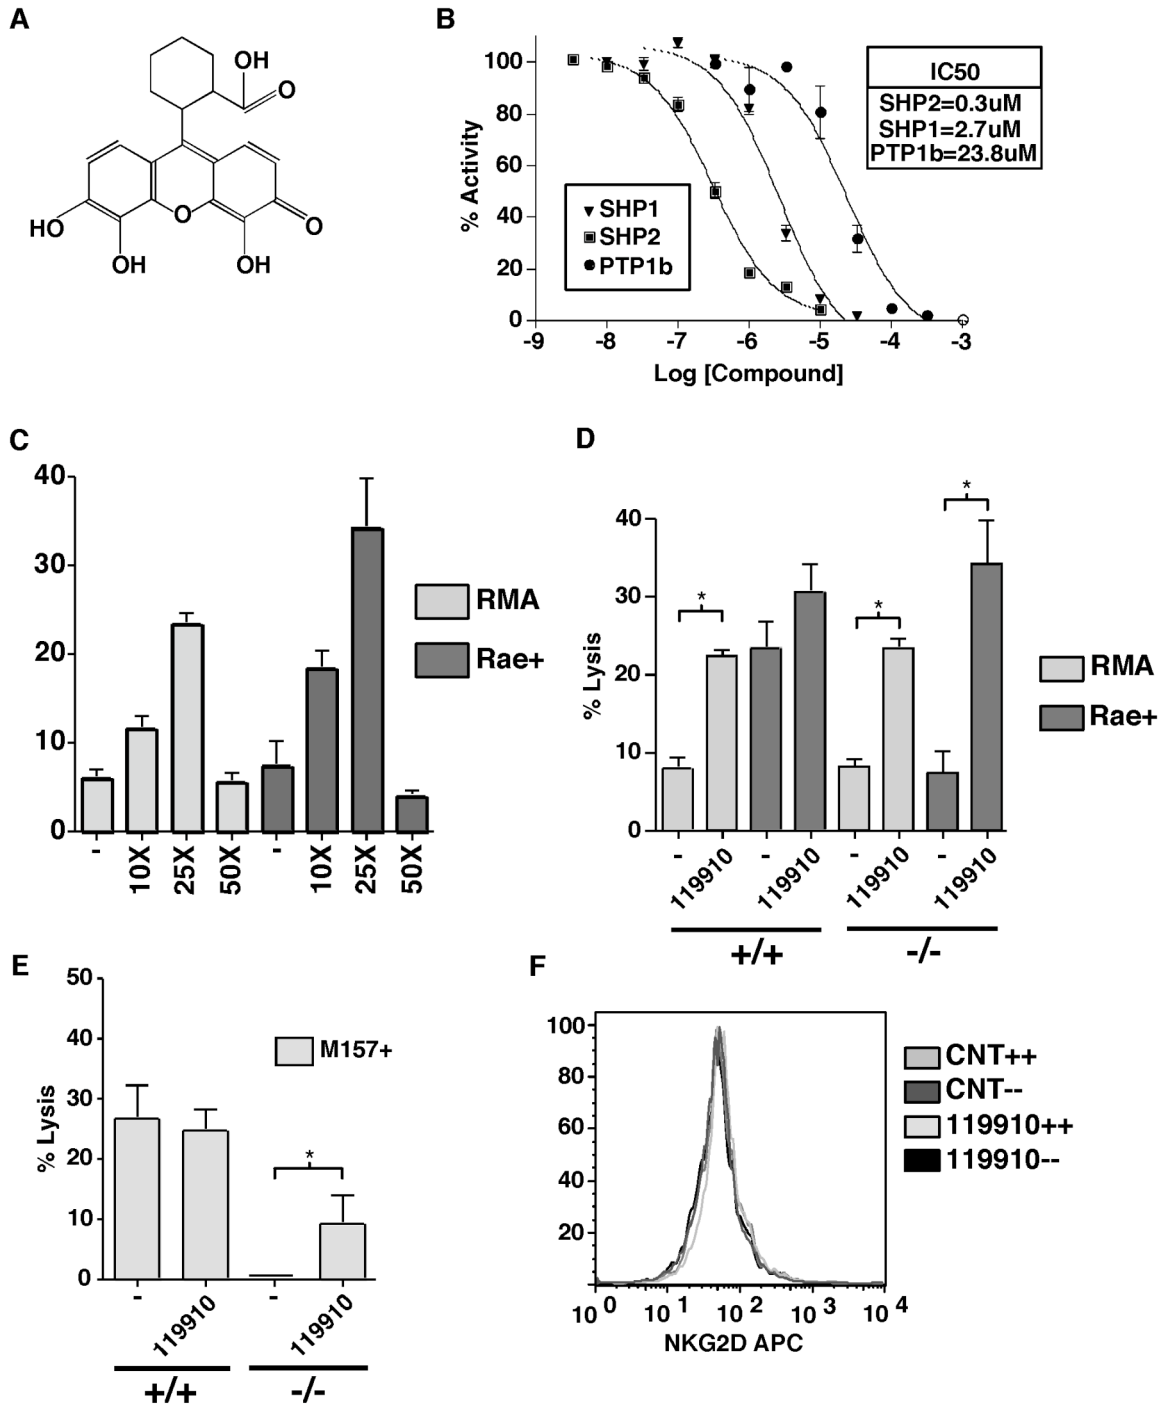 A
OH
O
HO
O
O
OH
OH
B
% Activity
100
80
60
40
20
0
-9
-8
-7
-6
-5
-4
-3
Log [Compound]
SHP1
SHP2
PTP1b
IC50
SHP2=0.3uM
SHP1=2.7uM
PTP1b=23.8uM
C
40
30
20
10
0
-
10X
25X
50X
-
10X
25X
50X
RMA
Rae+
D
% Lysis
40
30
20
10
0
*
*
*
-
119910
-
119910
-
119910
-
119910
+/+
-/-
RMA
Rae+
E
% Lysis
50
40
30
20
10
0
M157+
*
-
119910
-
119910
+/+
-/-
F
100
80
60
40
20
10 0
10 1
10 2
10 3
10 4
NKG2D APC
CNT++
CNT--
119910++
119910--